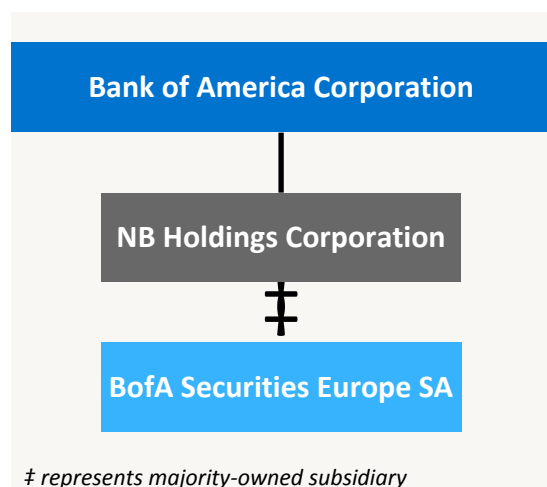 Bank of America Corporation
NB Holdings Corporation
‡
BofA Securities Europe SA
‡ represents majority-owned subsidiary